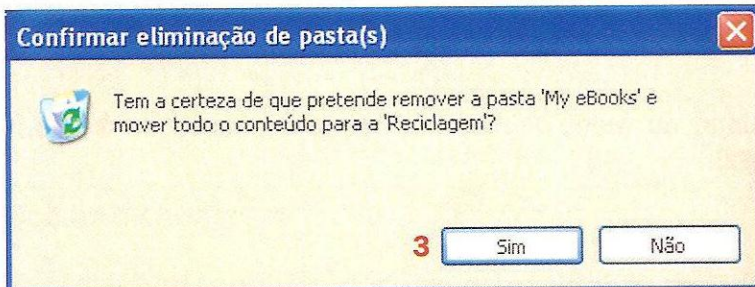 Confirmar eliminação de pasta(s)
Tem a certeza de que pretende remover a pasta 'My eBooks' e
mover todo o conteúdo para a 'Reciclagem'?
3 Sim Não